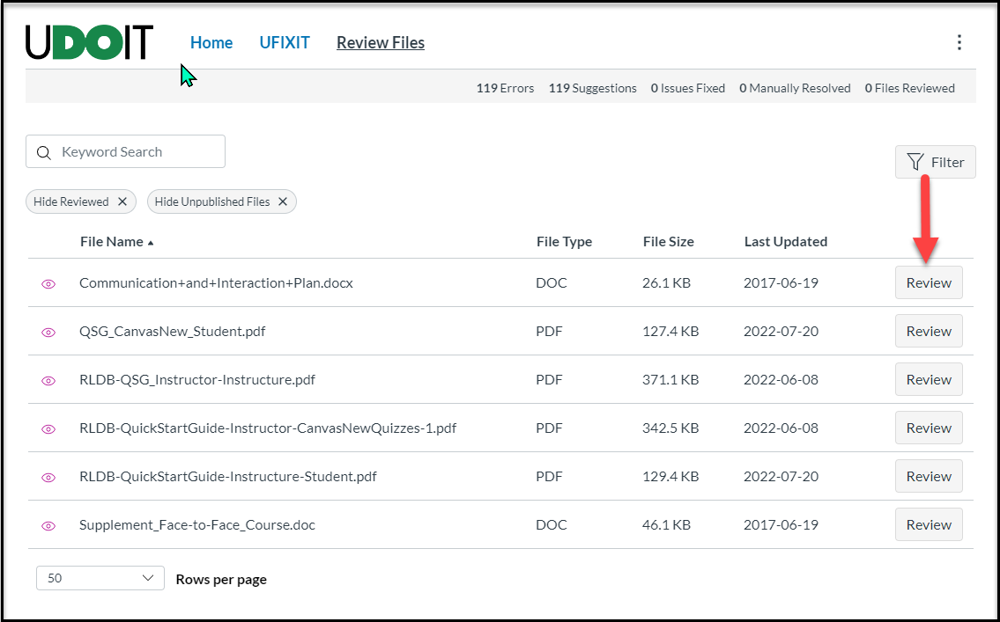 UDOIT Home UFIXIT Review Files
119 Errors 119 Suggestions 0 Issues Fixed 0 Manually Resolved 0 Files Reviewed
Keyword Search
Filter
Hide Reviewed Hide Unpublished Files
File Name File Type File Size Last Updated
Communication+and+Interaction+Plan.docx DOC 26.1 KB 2017-06-19 Review
QSG_CanvasNew_Student.pdf PDF 127.4 KB 2022-07-20 Review
RLDB-QSG_Instructor-Instructure.pdf PDF 371.1 KB 2022-06-08 Review
RLDB-QuickStartGuide-Instructor-CanvasNewQuizzes-1.pdf PDF 342.5 KB 2022-06-08 Review
RLDB-QuickStartGuide-Instructure-Student.pdf PDF 129.4 KB 2022-07-20 Review
Supplement_Face-to-Face_Course.doc DOC 46.1 KB 2017-06-19 Review
50 Rows per page